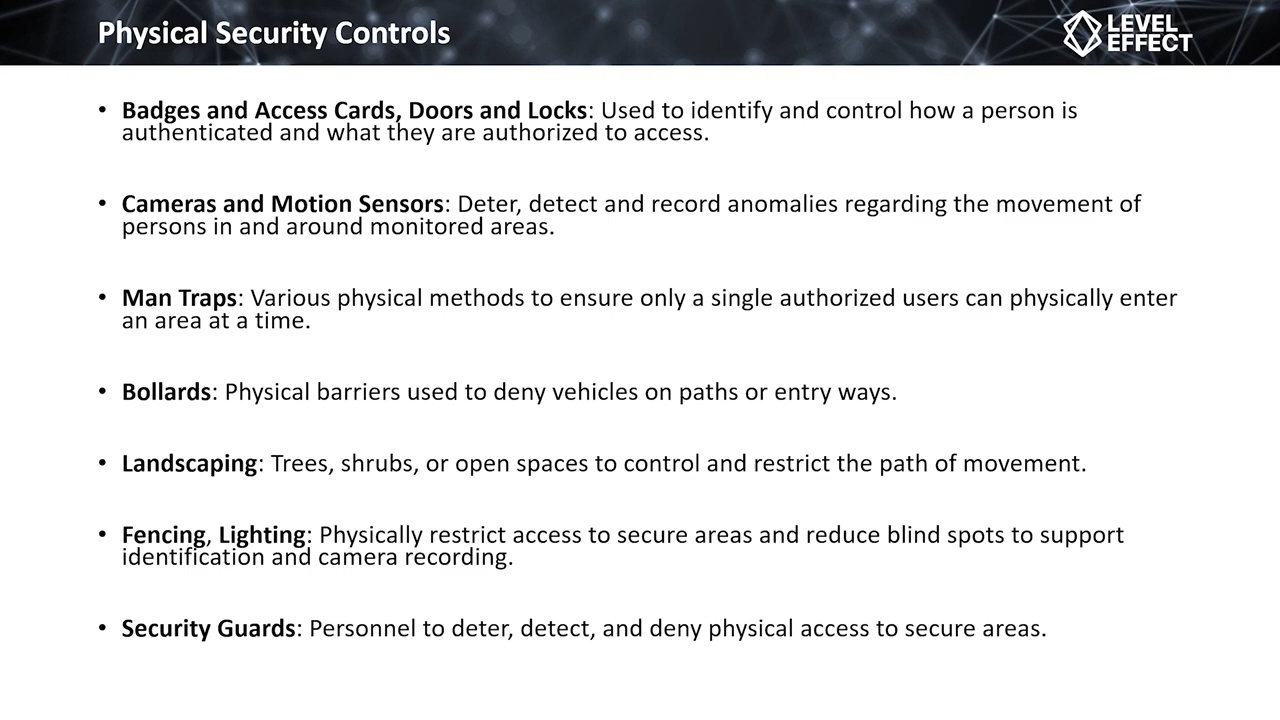 Physical Security Controls
LEVEL
EFFECT
• Badges and Access Cards, Doors and Locks: Used to identify and control how a person is
authenticated and what they are authorized to access.
• Cameras and Motion Sensors: Deter, detect and record anomalies regarding the movement of
persons in and around monitored areas.
• Man Traps: Various physical methods to ensure only a single authorized users can physically enter
an area at a time.
• Bollards: Physical barriers used to deny vehicles on paths or entry ways.
• Landscaping: Trees, shrubs, or open spaces to control and restrict the path of movement.
• Fencing, Lighting: Physically restrict access to secure areas and reduce blind spots to support
identification and camera recording.
• Security Guards: Personnel to deter, detect, and deny physical access to secure areas.